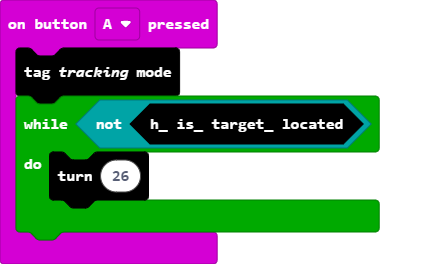 on button A pressed
tag tracking mode
while not h_ is_ target_ located
do
turn 26